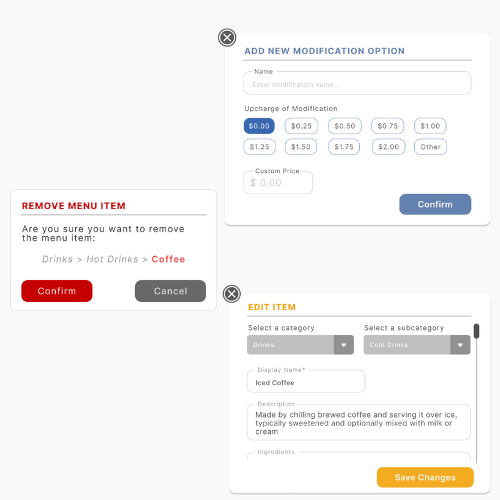 ADD NEW MODIFICATION OPTION
Name
Enter modification name...
Upcharge of Modification
$0.00 $0.25 $0.50 $0.75 $1.00
$1.25 $1.50 $1.75 $2.00 Other
Custom Price
$ 0.00
Confirm
REMOVE MENU ITEM
Are you sure you want to remove
the menu item:
Drinks > Hot Drinks > Coffee
Confirm Cancel
EDIT ITEM
Select a category Select a subcategory
Drinks Cold Drinks
Display Name*
Iced Coffee
Description
Made by chilling brewed coffee and serving it over ice,
typically sweetened and optionally mixed with milk or
cream
Ingredients
Save Changes